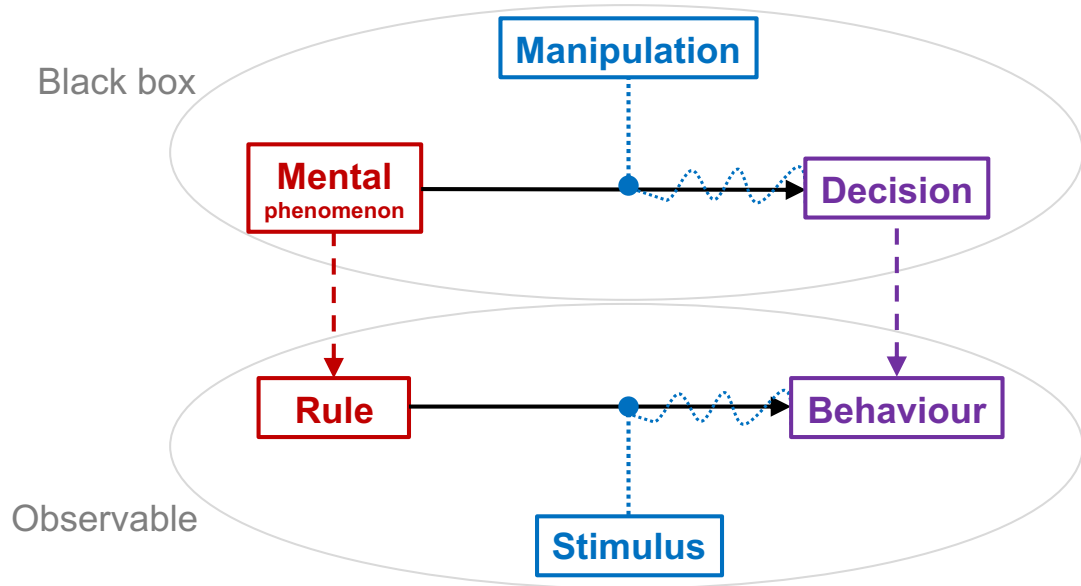 Manipulation
Black box
Mental
phenomenon
Decision
Rule
Behaviour
Observable
Stimulus